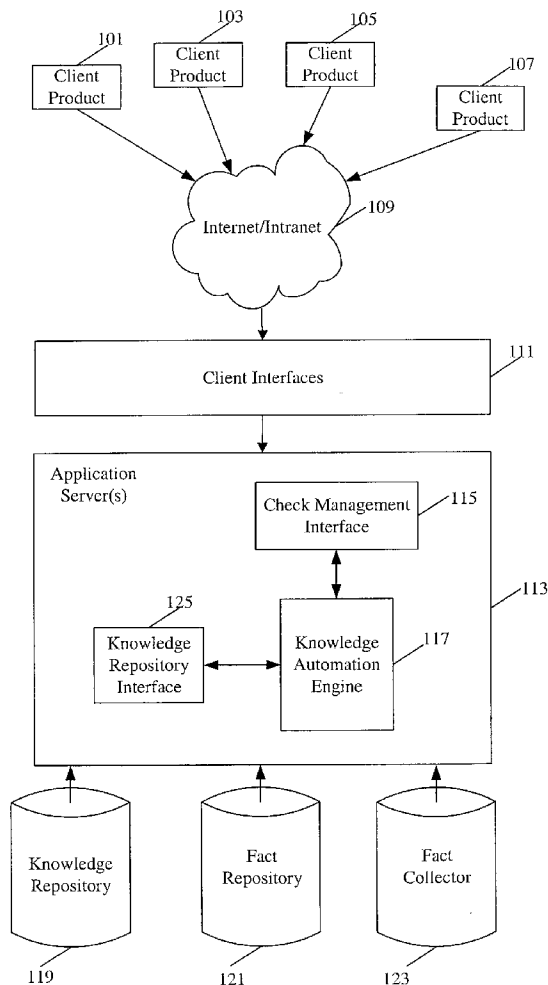 101
103
105
107
Client
Product
Client
Product
Client
Product
Client
Product
Internet/Intranet
109
Client Interfaces
111
Application
Server(s)
Check Management
Interface
115
113
125
Knowledge
Repository
Interface
Knowledge
Automation
Engine
117
Knowledge
Repository
Fact
Repository
Fact
Collector
119
121
123